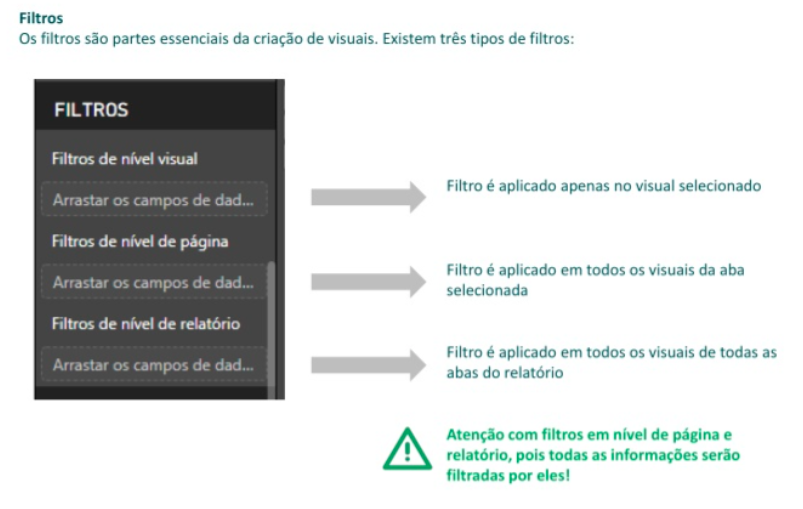 Filtros
Os filtros são partes essenciais da criação de visuais. Existem três tipos de filtros:
FILTROS
Filtros de nível visual
Arrastar os campos de dad...
Filtro é aplicado apenas no visual selecionado
Filtros de nível de página
Arrastar os campos de dad...
Filtro é aplicado em todos os visuais da aba
selecionada
Filtros de nível de relatório
Arrastar os campos de dad...
Filtro é aplicado em todos os visuais de todas as
abas do relatório
Atenção com filtros em nível de página e
relatório, pois todas as informações serão
filtradas por eles!